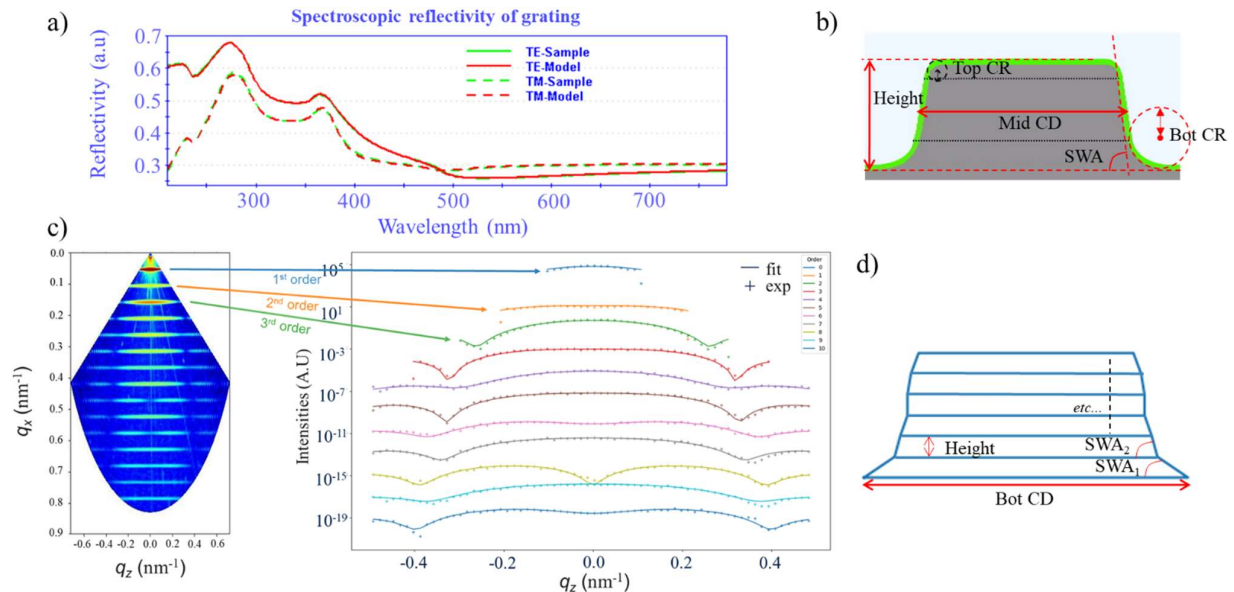 a)
Spectroscopic reflectivity of grating
0.7
0.6
0.5
0.4
0.3
Reflectivity (a.u)
TE-Sample
TE-Model
TM-Sample
TM-Model
300
400
500
600
700
Wavelength (nm)
b)
Top CR
Height
Mid CD
Bot CR
SWA
c)
0.0
0.1
0.2
0.3
0.4
0.5
0.6
0.7
0.8
0.9
qx (nm-1)
-0.6
-0.4
-0.2
0.0
0.2
0.4
0.6
qz (nm-1)
1st order
2nd order
3rd order
10^5
10^1
10^-3
10^-7
10^-11
10^-15
10^-19
Intensities (A.U)
fit
exp
Order
0
1
2
3
4
5
6
7
8
9
10
-0.4
-0.2
0.0
0.2
0.4
qz (nm-1)
d)
etc...
Height
SWA2
SWA1
Bot CD